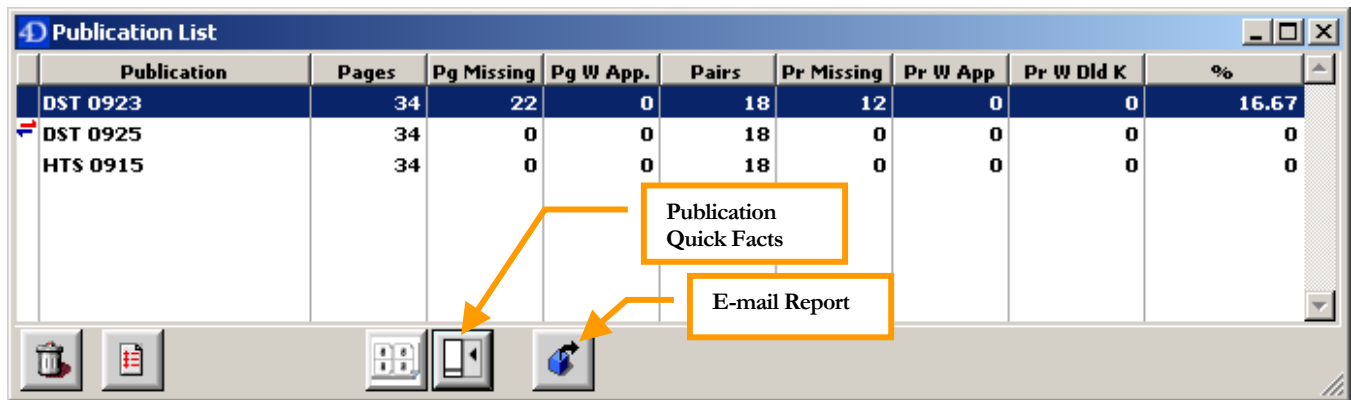 4D Publication List
Publication Pages Pg Missing Pg W App. Pairs Pr Missing Pr W App Pr W Dld K %
DST 0923 34 22 0 18 12 0 0 16.67
DST 0925 34 0 0 18 0 0 0 0
HTS 0915 34 0 0 18 0 0 0 0
Publication
Quick Facts
E-mail Report